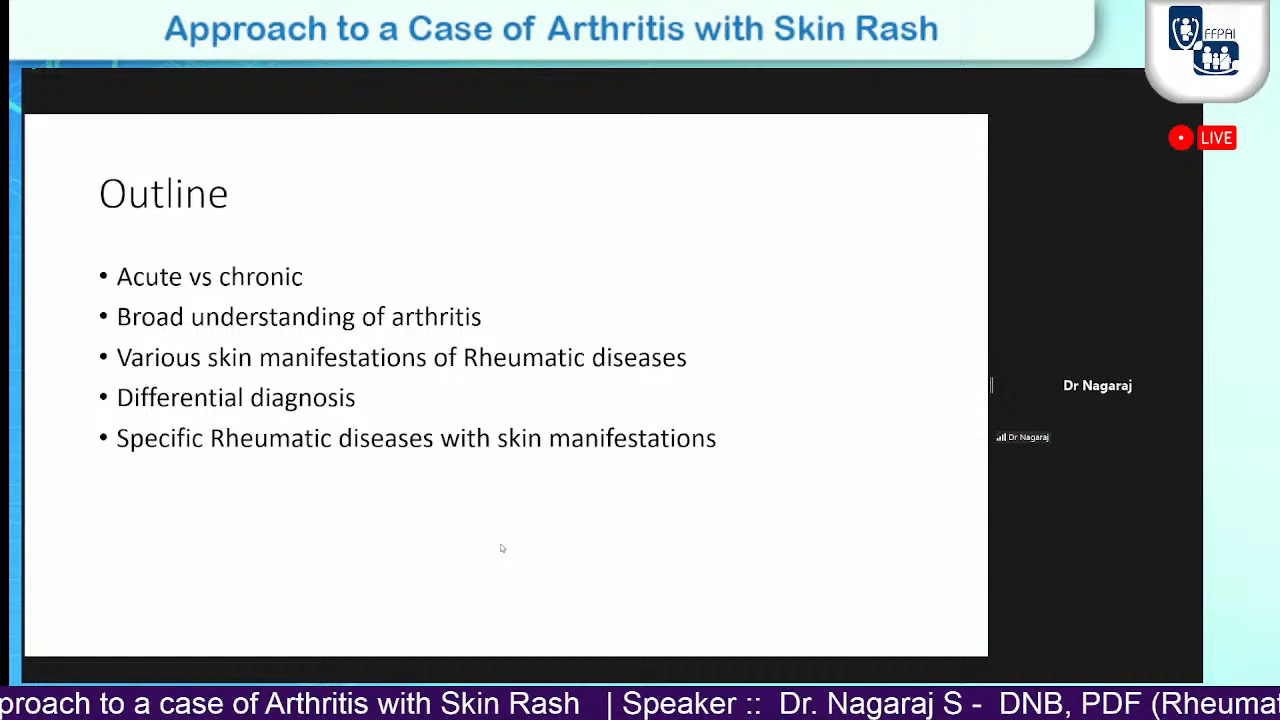 Approach to a Case of Arthritis with Skin Rash
FFPAI
LIVE
Outline
• Acute vs chronic
• Broad understanding of arthritis
• Various skin manifestations of Rheumatic diseases
• Differential diagnosis
• Specific Rheumatic diseases with skin manifestations
Dr Nagaraj
Dr Nagaraj
proach to a case of Arthritis with Skin Rash | Speaker :: Dr. Nagaraj S - DNB, PDF (Rheumat